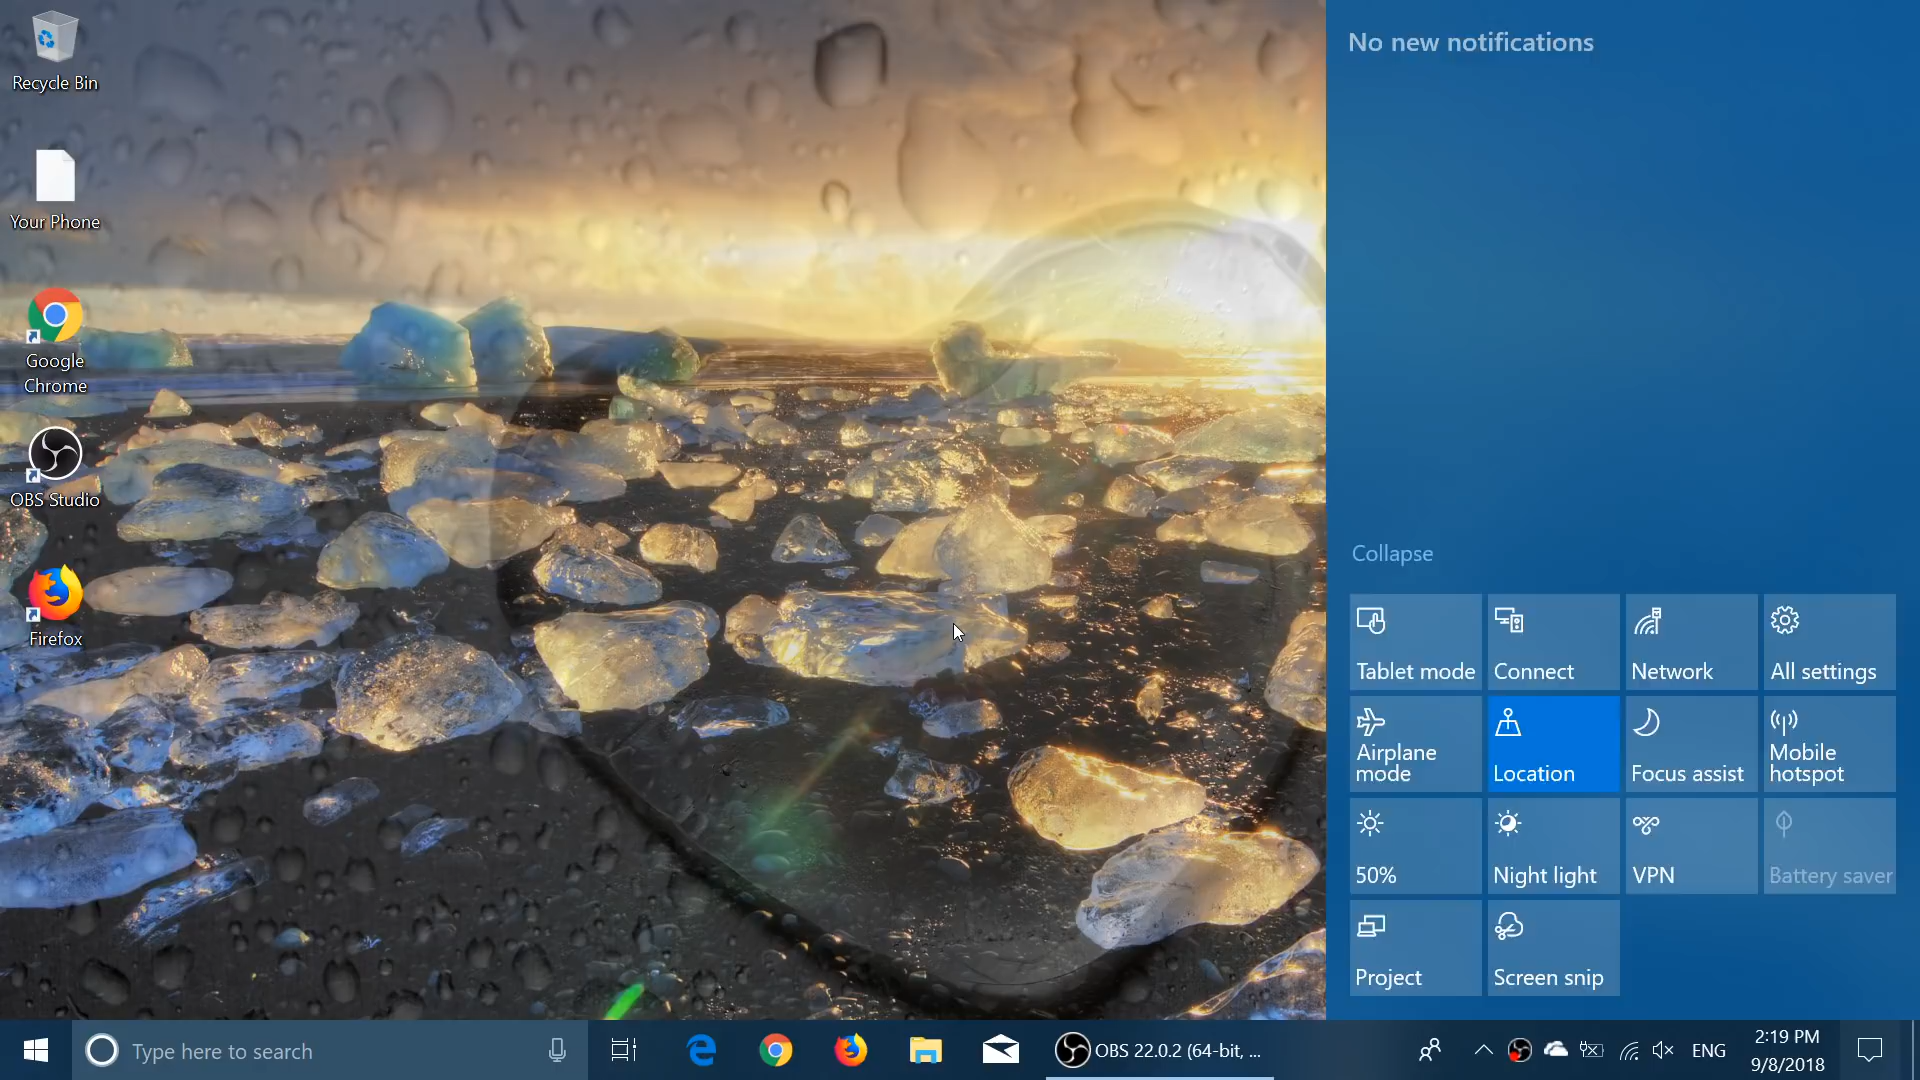 Recycle Bin
Your Phone
Google
Chrome
OBS Studio
Firefox
No new notifications
Collapse
Tablet mode
Connect
Network
All settings
Airplane
mode
Location
Focus assist
Mobile
hotspot
50%
Night light
VPN
Battery saver
Project
Screen snip
Type here to search
OBS 22.0.2 (64-bit, ...
ENG
2:19 PM
9/8/2018